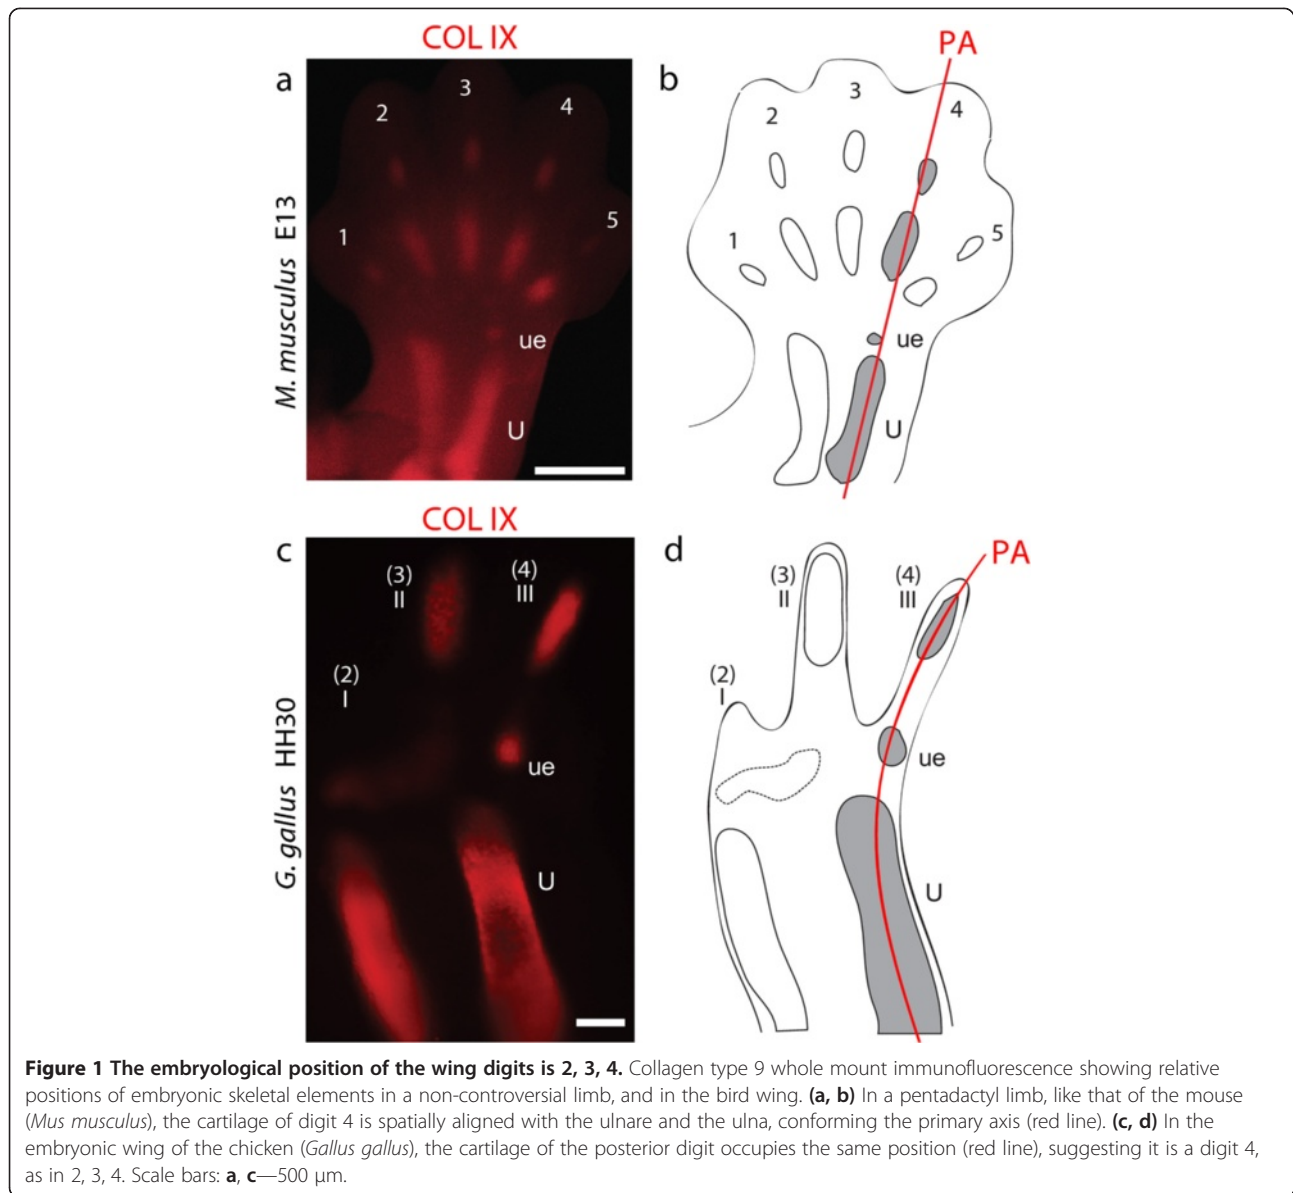 COL IX
PA
a
b
3
2
4
1
5
ue
U
M. musculus E13
3
2
4
1
5
ue
U
COL IX
PA
c
d
(3)
II
(4)
III
(2)
I
ue
U
G. gallus HH30
(3)
II
(4)
III
(2)
I
ue
U
Figure 1 The embryological position of the wing digits is 2, 3, 4. Collagen type 9 whole mount immunofluorescence showing relative
positions of embryonic skeletal elements in a non-controversial limb, and in the bird wing. (a, b) In a pentadactyl limb, like that of the mouse
(Mus musculus), the cartilage of digit 4 is spatially aligned with the ulnare and the ulna, conforming the primary axis (red line). (c, d) In the
embryonic wing of the chicken (Gallus gallus), the cartilage of the posterior digit occupies the same position (red line), suggesting it is a digit 4,
as in 2, 3, 4. Scale bars: a, c—500 μm.